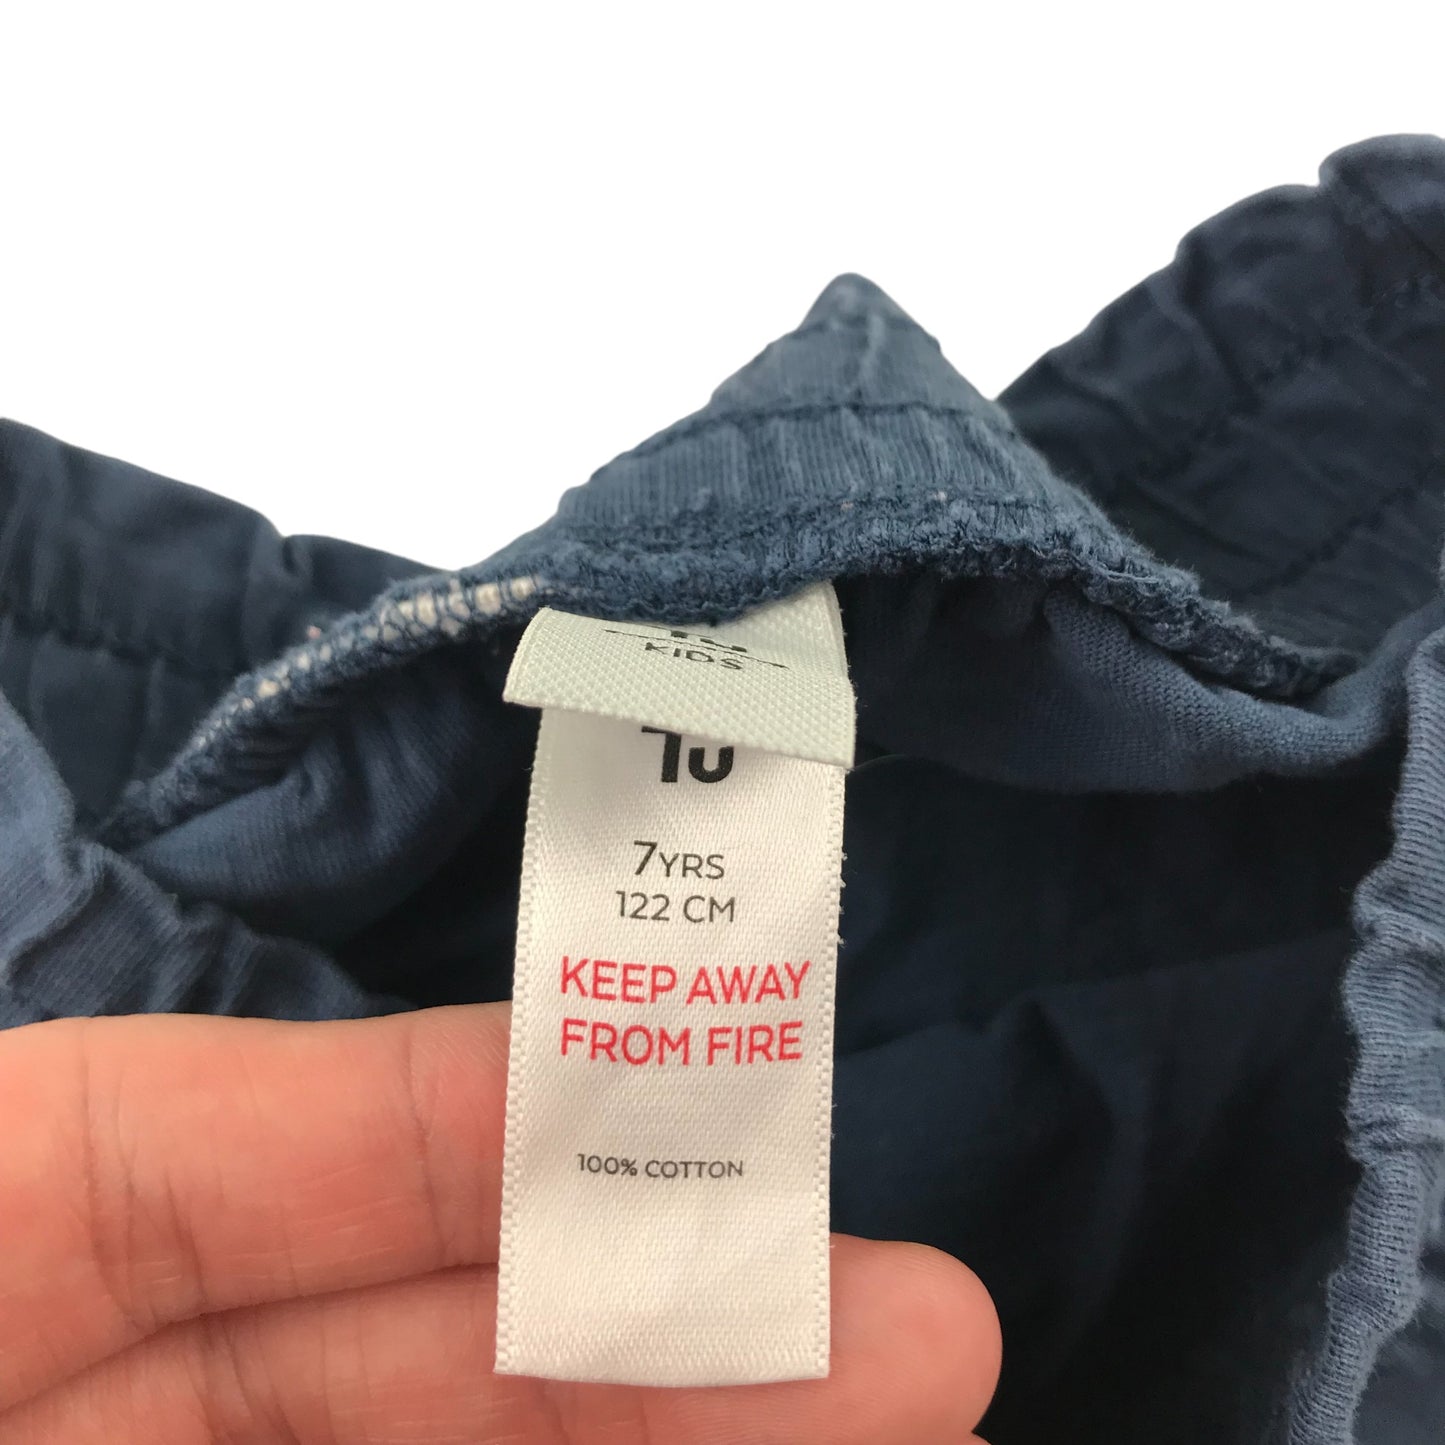 KIDS
TU
7YRS
122 CM
KEEP AWAY
FROM FIRE
100% COTTON